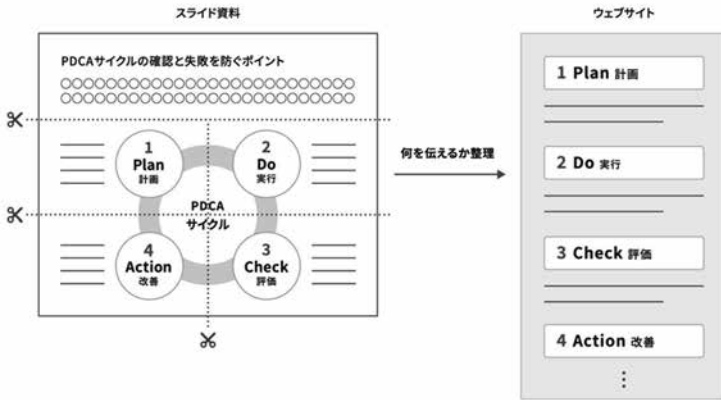 スライド資料
PDCAサイクルの確認と失敗を防ぐポイント
○○○○○○○○○○○○○○○○○○○○○○○○○○
○○○○○○○○○○○○○○○○○○○○○○○○○○
1
Plan
計画
2
Do
実行
PDCA
サイクル
4
Action
改善
3
Check
評価
何を伝えるか整理
ウェブサイト
1 Plan 計画
2 Do 実行
3 Check 評価
4 Action 改善
⋮